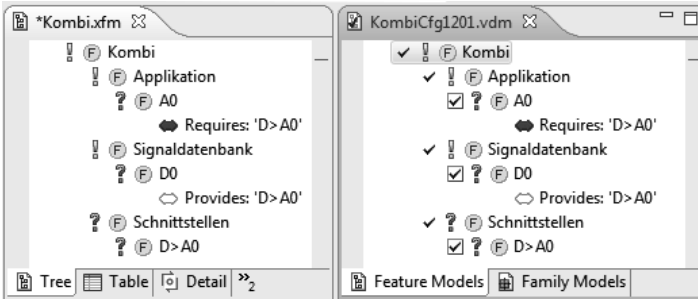 *Kombi.xfm
! F Kombi
! F Applikation
? F A0
Requires: 'D>A0'
! F Signaldatenbank
? F D0
Provides: 'D>A0'
? F Schnittstellen
? F D>A0
Tree Table Detail »2
KombiCfg1201.vdm
! F Kombi
! F Applikation
? F A0
Requires: 'D>A0'
! F Signaldatenbank
? F D0
Provides: 'D>A0'
? F Schnittstellen
? F D>A0
Feature Models Family Models